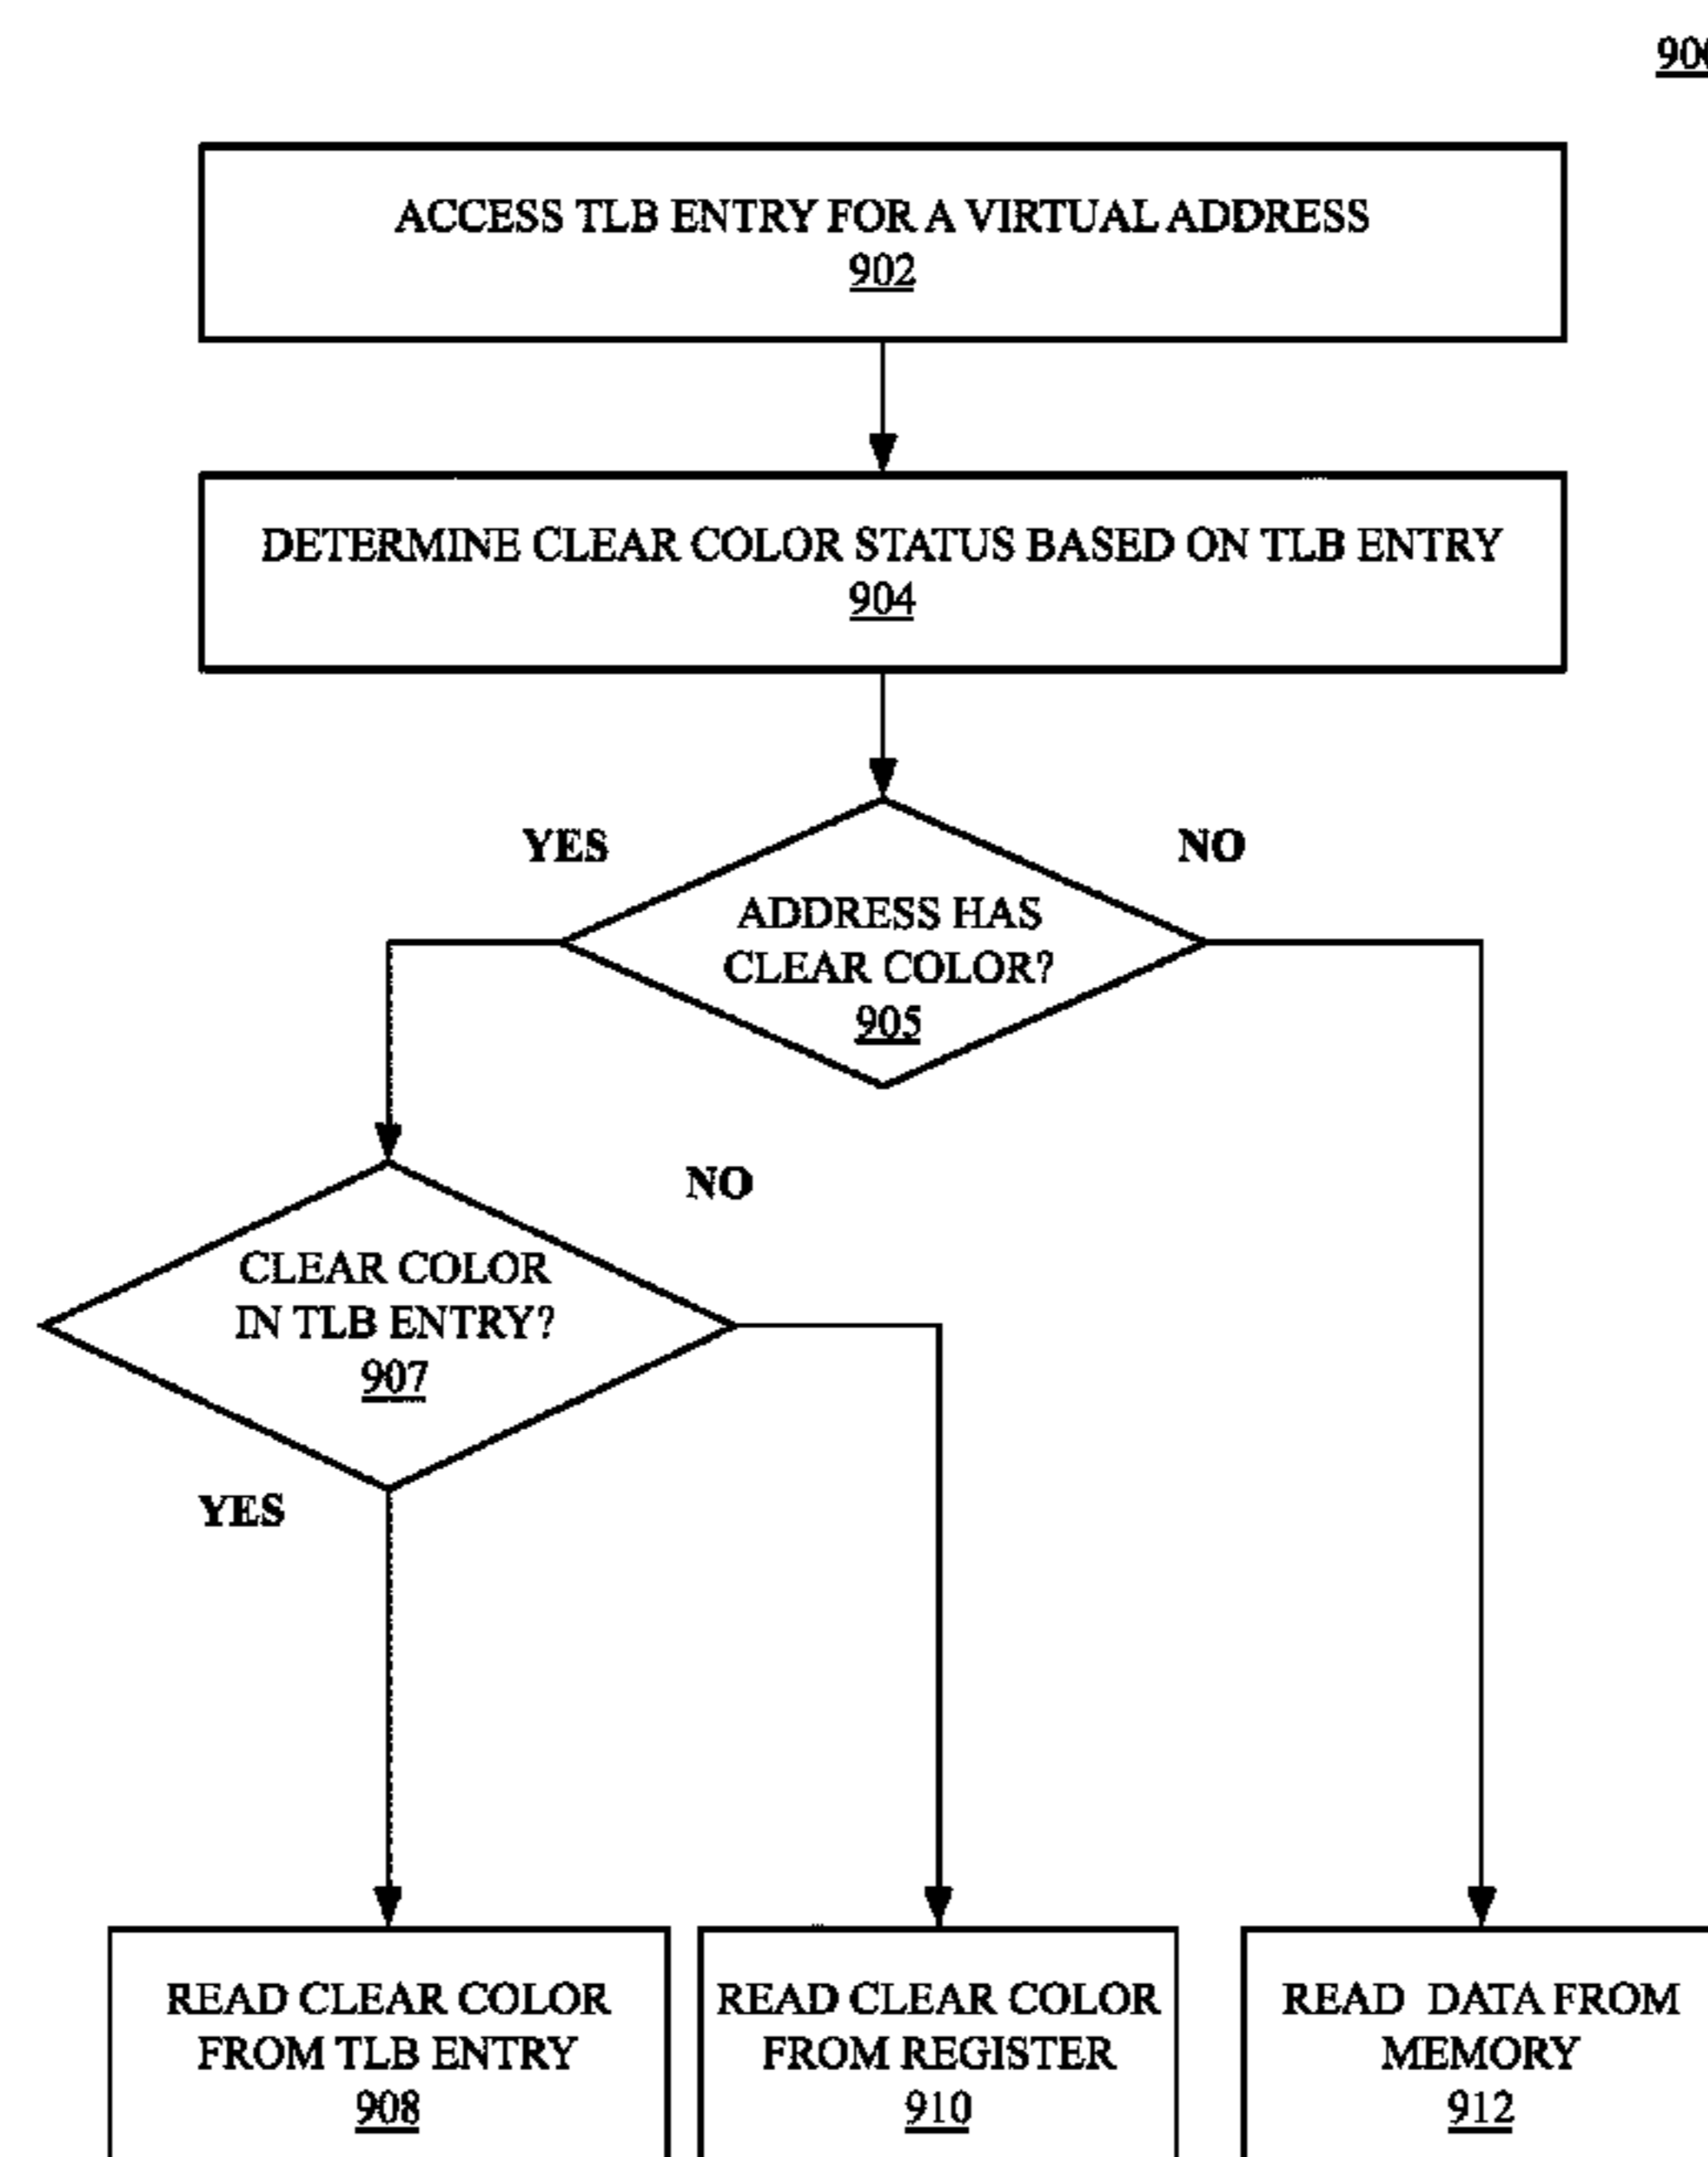 900
ACCESS TLB ENTRY FOR A VIRTUAL ADDRESS
902
DETERMINE CLEAR COLOR STATUS BASED ON TLB ENTRY
904
YES
NO
ADDRESS HAS
CLEAR COLOR?
905
NO
CLEAR COLOR
IN TLB ENTRY?
907
YES
READ CLEAR COLOR
FROM TLB ENTRY
908
READ CLEAR COLOR
FROM REGISTER
910
READ DATA FROM
MEMORY
912